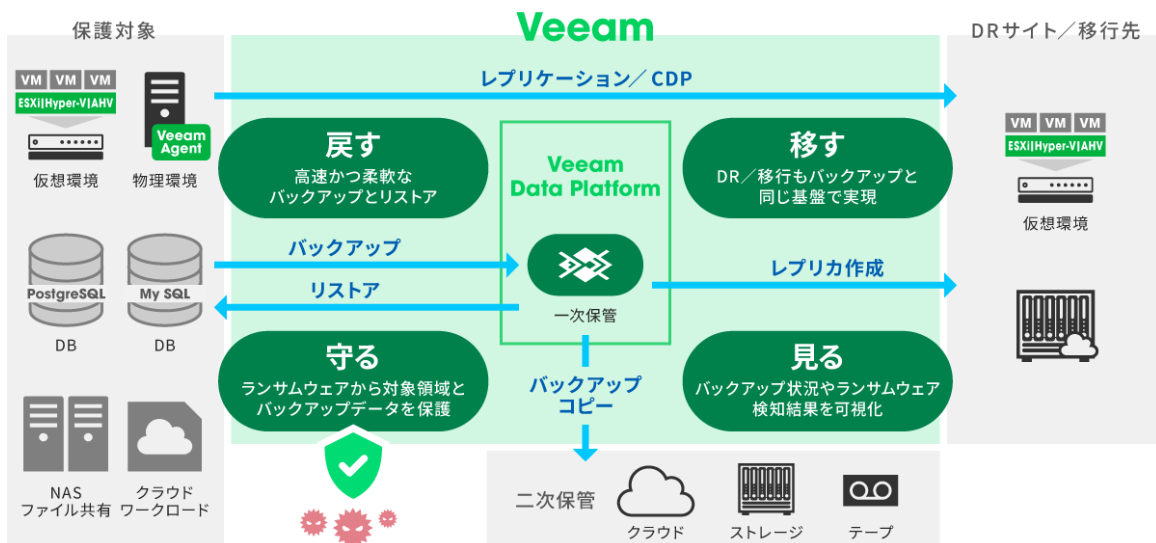 保護対象
Veeam
DRサイト／移行先
VM VM VM
ESXi|Hyper-V|AHV
仮想環境
Veeam
Agent
物理環境
レプリケーション／CDP
戻す
高速かつ柔軟な
バックアップとリストア
Veeam
Data Platform
移す
DR／移行もバックアップと
同じ基盤で実現
VM VM VM
ESXi|Hyper-V|AHV
仮想環境
PostgreSQL
DB
My SQL
DB
バックアップ
リストア
一次保管
レプリカ作成
守る
ランサムウェアから対象領域と
バックアップデータを保護
バックアップ
コピー
見る
バックアップ状況やランサムウェア
検知結果を可視化
NAS
ファイル共有
クラウド
ワークロード
二次保管
クラウド
ストレージ
テープ